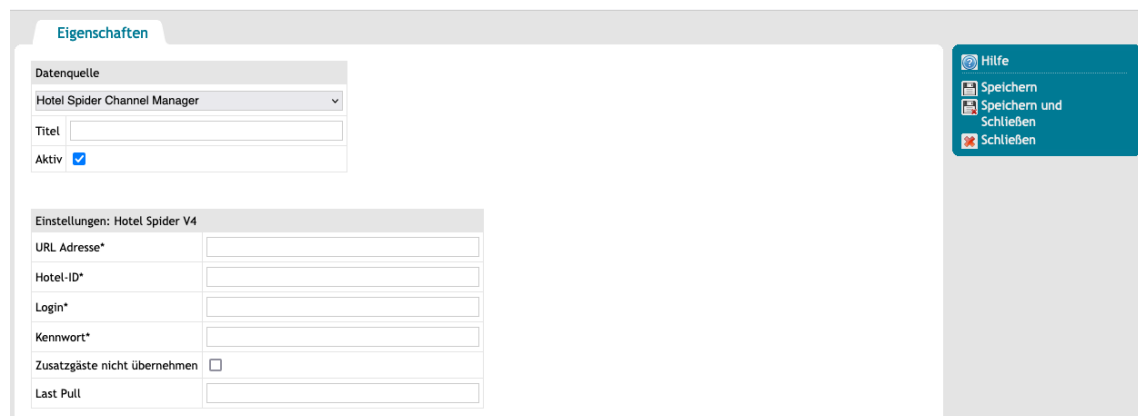 Eigenschaften
Datenquelle
Hotel Spider Channel Manager
Titel
Aktiv
Einstellungen: Hotel Spider V4
URL Adresse*
Hotel-ID*
Login*
Kennwort*
Zusatzgäste nicht übernehmen
Last Pull
Hilfe
Speichern
Speichern und
Schließen
Schließen